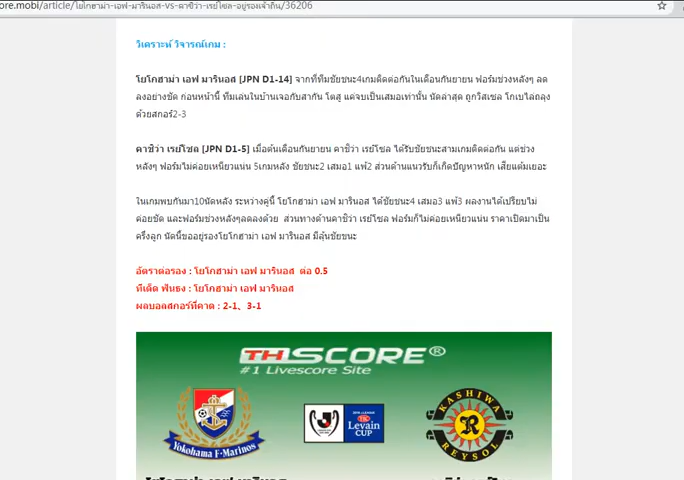 ore.mobi/article/โยโกฮาม่า-เอฟ-มารินอส-vs-คาชิว่า-เรย์โซล-อยู่รองเจ้าถิ่น/36206
วิเคราะห์ วิจารณ์เกม :
โยโกฮาม่า เอฟ มารินอส [JPN D1-14] จากที่ทีมชัยชนะ4เกมติดต่อกันในเดือนกันยายน ฟอร์มช่วงหลังๆ ลด
ลงอย่างชัด ก่อนหน้านี้ ทีมเล่นในบ้านเจอกับสากัน โตสุ แต่จบเป็นเสมอเท่านั้น นัดล่าสุด ถูกวิสเซล โกเบไล่ถลุง
ด้วยสกอร์2-3
คาชิว่า เรย์โซล [JPN D1-5] เมื่อต้นเดือนกันยายน คาชิว่า เรย์โซล ได้รับชัยชนะสามเกมติดต่อกัน แต่ช่วง
หลังๆ ฟอร์มไม่ค่อยเหนียวแน่น 5เกมหลัง ชัยชนะ2 เสมอ1 แพ้2 ส่วนด้านแนวรับก็เกิดปัญหาหนัก เสียแต้มเยอะ
ในเกมพบกันมา10นัดหลัง ระหว่างคู่นี้ โยโกฮาม่า เอฟ มารินอส ได้ชัยชนะ4 เสมอ3 แพ้3 ผลงานได้เปรียบไม่
ค่อยชัด และฟอร์มช่วงหลังๆลดลงด้วย ส่วนทางด้านคาชิว่า เรย์โซล ฟอร์มก็ไม่ค่อยเหนียวแน่น ราคาเปิดมาเป็น
ครึ่งลูก นัดนี้ขออยู่รองโยโกฮาม่า เอฟ มารินอส มีลุ้นชัยชนะ
อัตราต่อรอง : โยโกฮาม่า เอฟ มารินอส ต่อ 0.5
ทีเด็ด ฟันธง : โยโกฮาม่า เอฟ มารินอส
ผลบอลสกอร์ที่คาด : 2-1、3-1
THSCORE®
#1 Livescore Site
Yokohama F·Marinos
Levain
CUP
KASHIWA
R
REYSOL